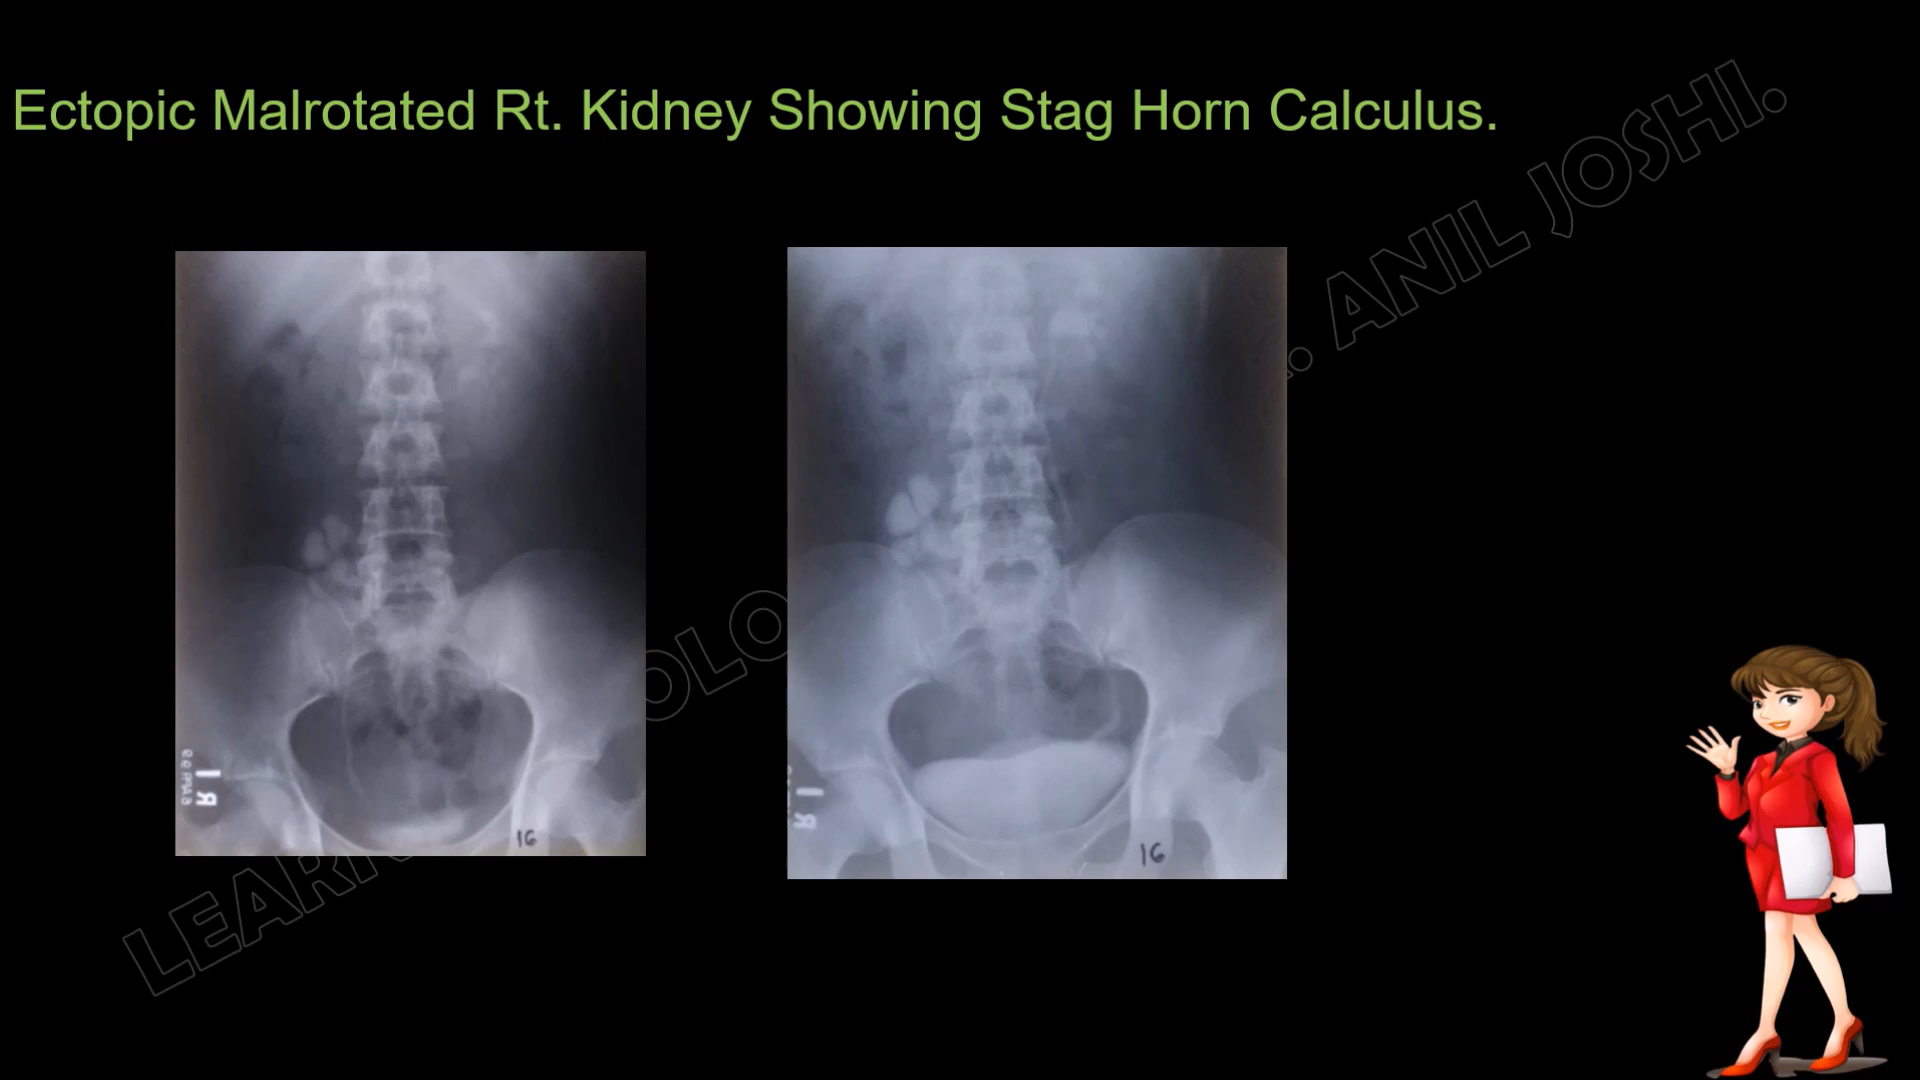 Ectopic Malrotated Rt. Kidney Showing Stag Horn Calculus.
ANIL JOSHI.
R
16
R
16